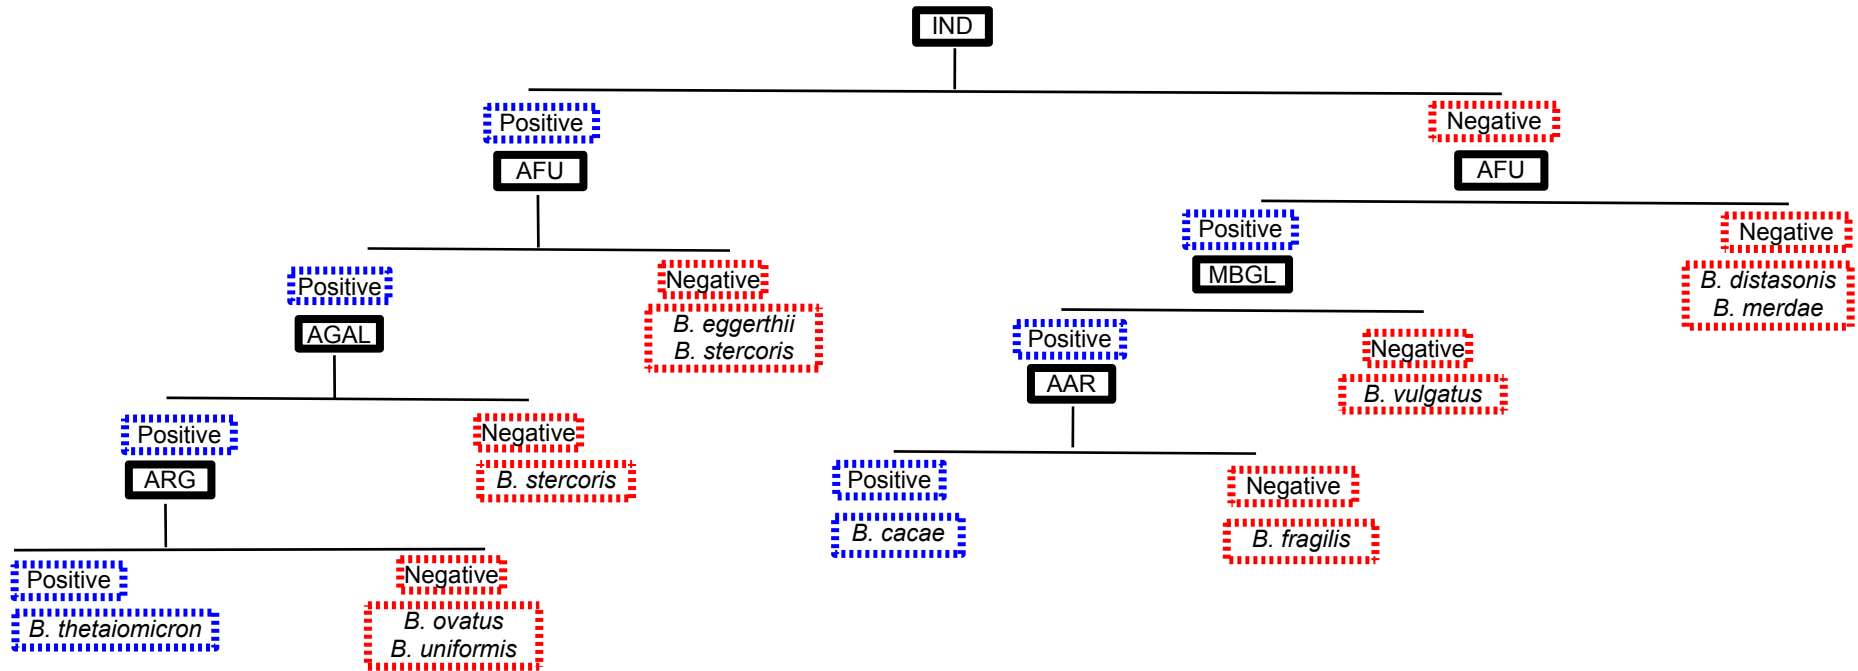 IND
Positive
Negative
AFU
AFU
Positive
Negative
MBGL
B. distasonis
B. merdae
Positive
Negative
AGAL
B. eggerthii
B. stercoris
Positive
Negative
AAR
B. vulgatus
Positive
Negative
ARG
B. stercoris
Positive
Negative
B. cacae
B. fragilis
Positive
Negative
B. thetaiomicron
B. ovatus
B. uniformis